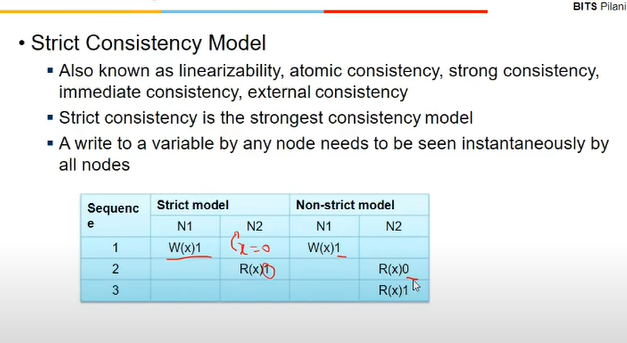 BITS Pilani
• Strict Consistency Model
▪ Also known as linearizability, atomic consistency, strong consistency,
immediate consistency, external consistency
▪ Strict consistency is the strongest consistency model
▪ A write to a variable by any node needs to be seen instantaneously by
all nodes
Sequenc
e Strict model Non-strict model
N1 N2 N1 N2
1 W(x)1 x=0 W(x)1
2 R(x)1 R(x)0
3 R(x)1